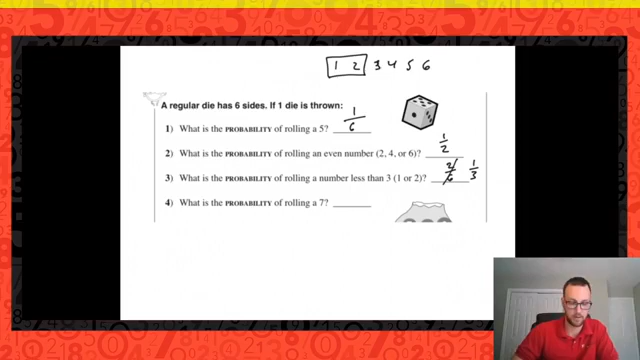 1 2 3 4 5 6
A regular die has 6 sides. If 1 die is thrown:
1) What is the PROBABILITY of rolling a 5? 1/6
2) What is the PROBABILITY of rolling an even number (2, 4, or 6)? 1/2
3) What is the PROBABILITY of rolling a number less than 3 (1 or 2)? 2/6 1/3
4) What is the PROBABILITY of rolling a 7? ______